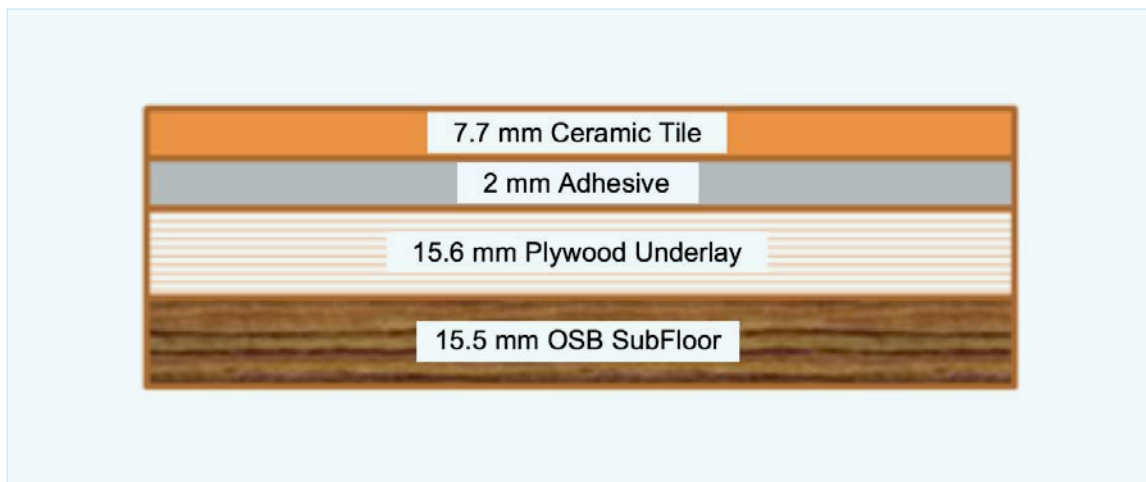 7.7 mm Ceramic Tile
2 mm Adhesive
15.6 mm Plywood Underlay
15.5 mm OSB SubFloor